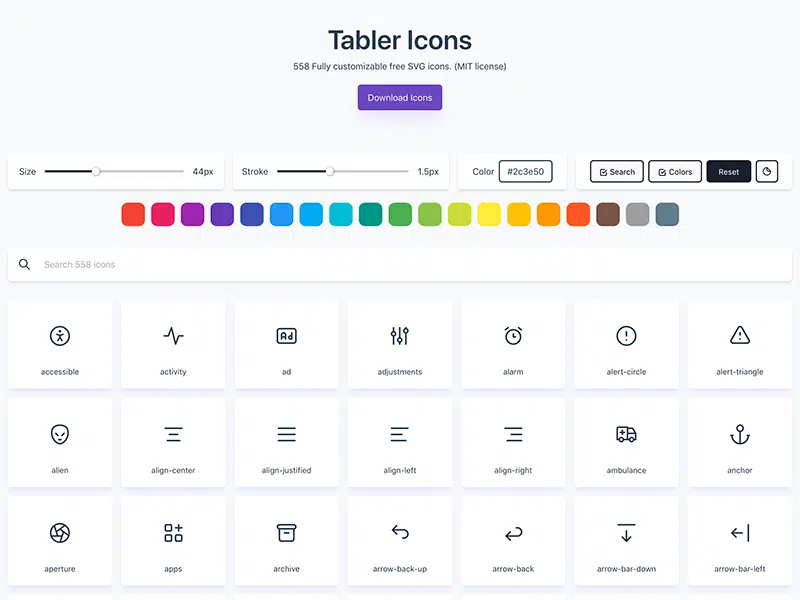 Tabler Icons
558 Fully customizable free SVG icons. (MIT license)
Download Icons
Size 44px Stroke 1.5px Color #2c3e50 Search Colors Reset
Search 558 icons
Ad
accessible activity ad adjustments alarm alert-circle alert-triangle
alien align-center align-justified align-left align-right ambulance anchor
aperture apps archive arrow-back-up arrow-back arrow-bar-down arrow-bar-left